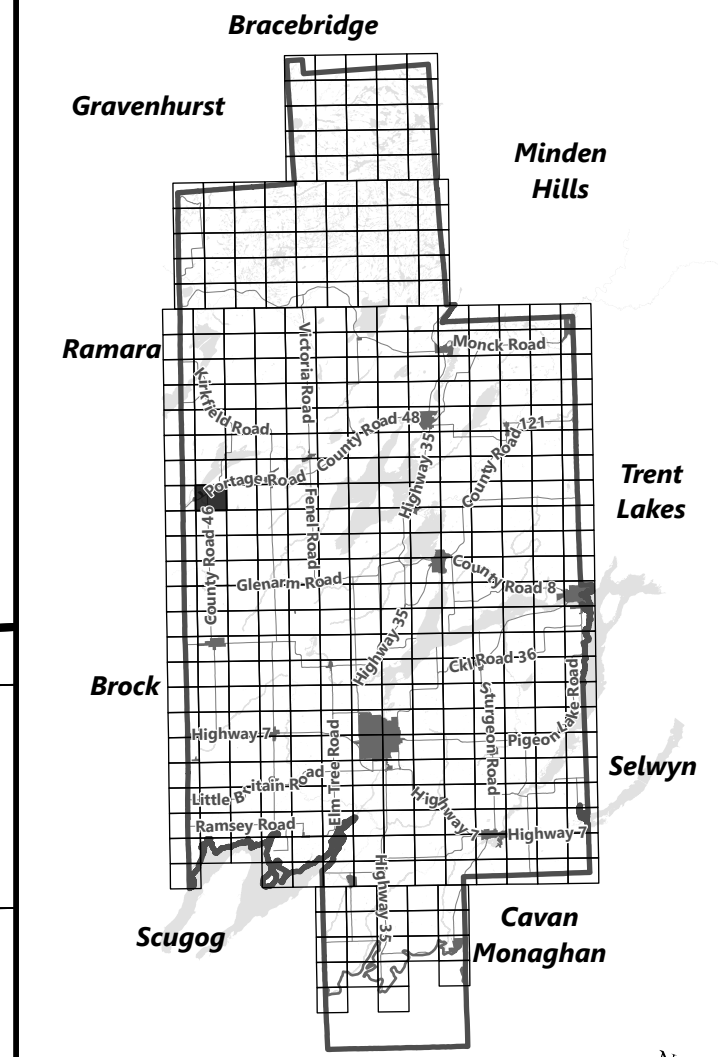 Bracebridge
Gravenhurst
Minden
Hills
Ramara
Monck Road
Victoria Road
Kirkfield Road
County Road 48
County Road 121
Highway 35
Portage Road
Trent
Lakes
Fenel Road
County Road 46
Glenarm Road
County Road 8
Highway 35
Ckl Road 36
Brock
Sturgeon Road
Pigeon Lake Road
Highway 7
Elm Tree Road
Selwyn
Little Britain Road
Highway 7
Ramsey Road
Highway 7
Highway 35
Scugog
Cavan
Monaghan